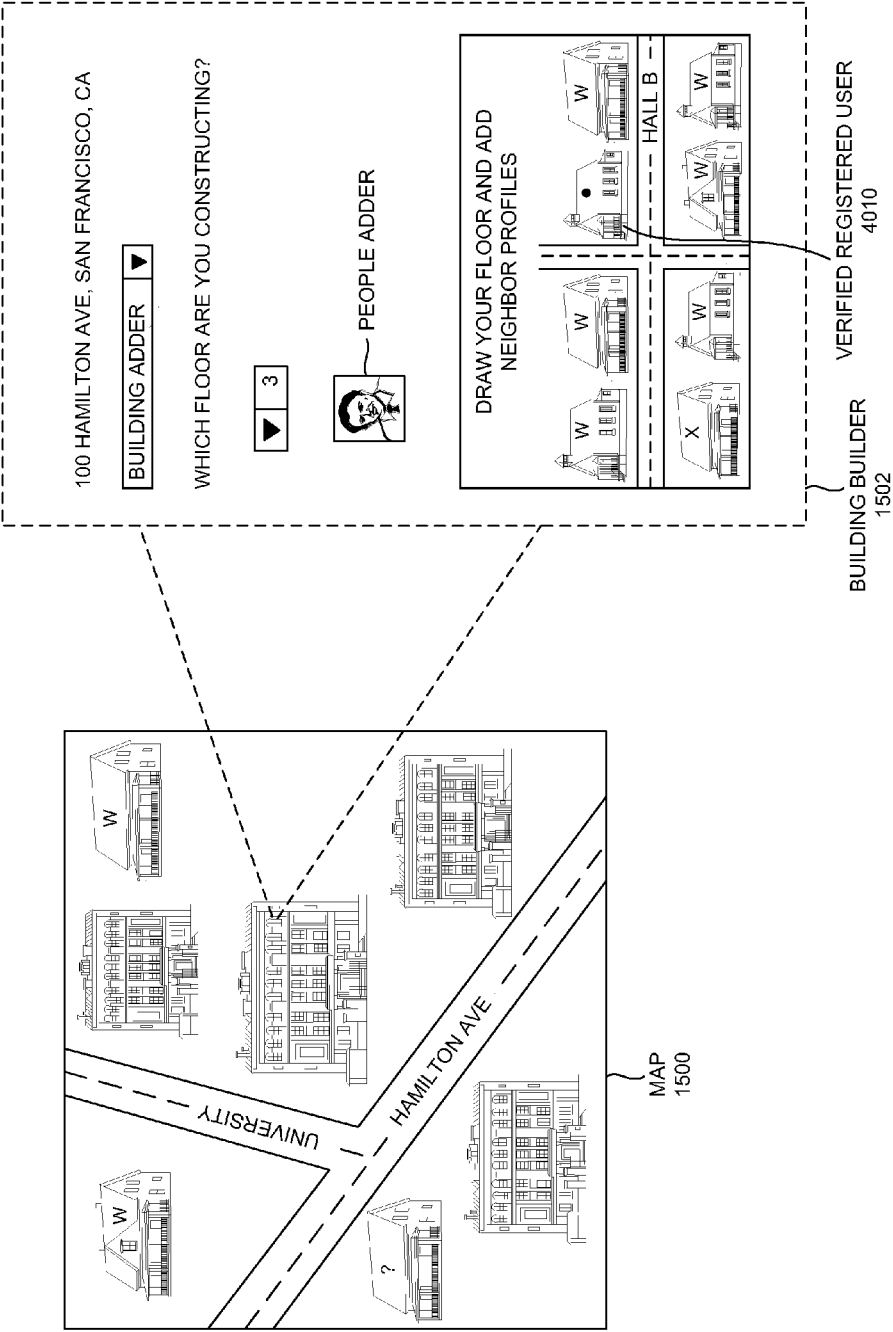 100 HAMILTON AVE, SAN FRANCISCO, CA
BUILDING ADDER
WHICH FLOOR ARE YOU CONSTRUCTING?
3
PEOPLE ADDER
DRAW YOUR FLOOR AND ADD
NEIGHBOR PROFILES
W
W
W
HALL B
X
W
W
W
VERIFIED REGISTERED USER
4010
BUILDING BUILDER
1502
W
W
UNIVERSITY
HAMILTON AVE
?
MAP
1500